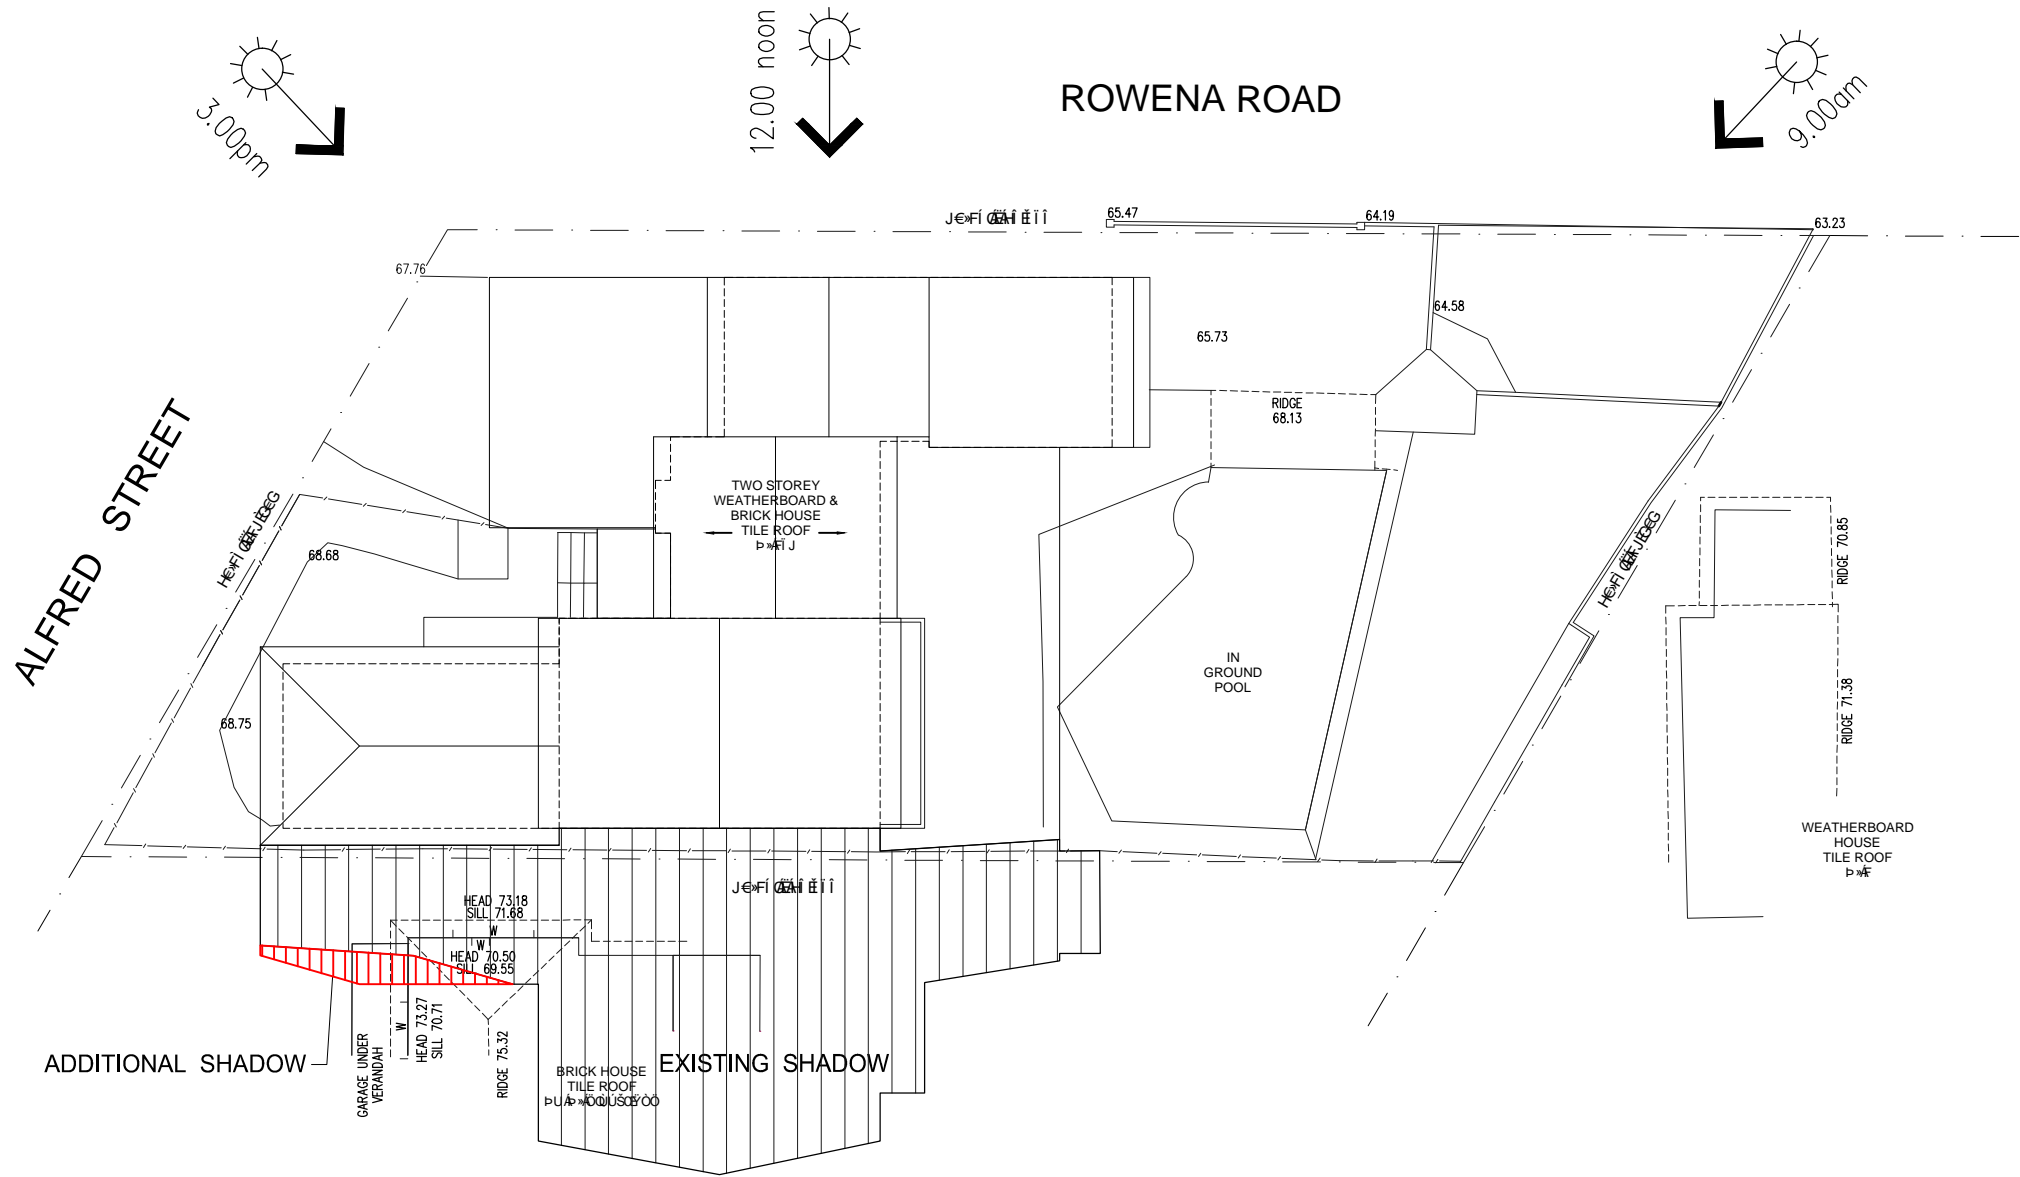 3.00pm
12.00 noon
ROWENA ROAD
9.00am
65.47
64.19
63.23
67.76
64.58
65.73
RIDGE
68.13
ALFRED STREET
TWO STOREY
WEATHERBOARD &
BRICK HOUSE
TILE ROOF
68.68
RIDGE 70.85
IN
GROUND
POOL
68.75
RIDGE 71.38
WEATHERBOARD
HOUSE
TILE ROOF
HEAD 73.18
SILL 71.68
W
W
HEAD 70.50
SILL 69.55
W
HEAD 73.27
SILL 70.71
GARAGE UNDER
VERANDAH
RIDGE 75.32
ADDITIONAL SHADOW
EXISTING SHADOW
BRICK HOUSE
TILE ROOF